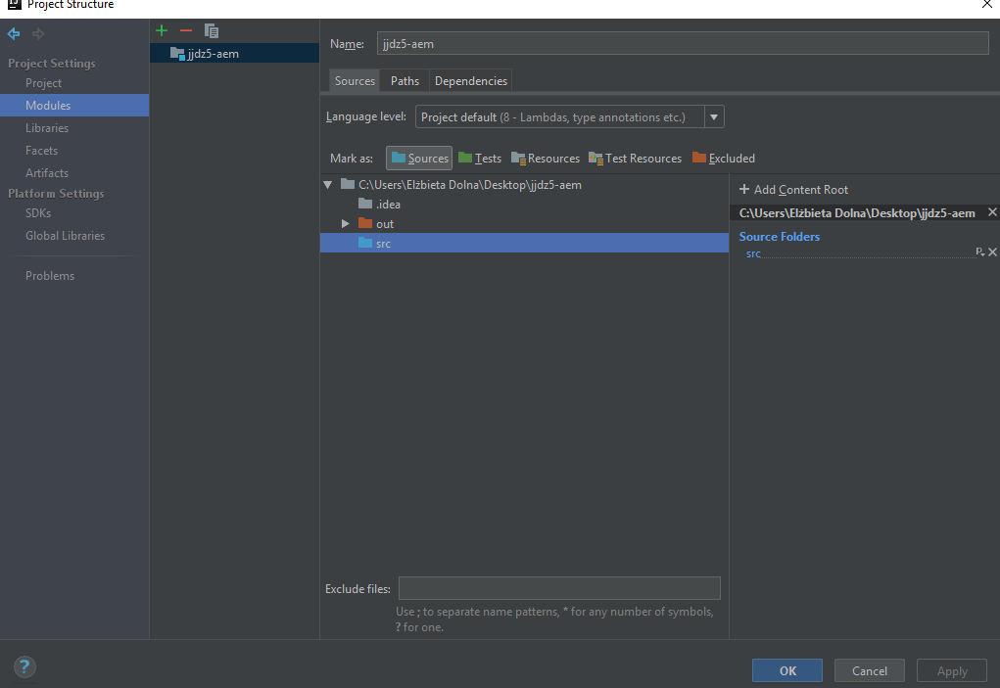 Project Structure
Project Settings
Project
Modules
Libraries
Facets
Artifacts
Platform Settings
SDKs
Global Libraries
Problems
jjdz5-aem
Name: jjdz5-aem
Sources Paths Dependencies
Language level: Project default (8 - Lambdas, type annotations etc.)
Mark as: Sources Tests Resources Test Resources Excluded
C:\Users\Elżbieta Dolna\Desktop\jjdz5-aem
.idea
out
src
+ Add Content Root
C:\Users\Elżbieta Dolna\Desktop\jjdz5-aem
Source Folders
src
Exclude files:
Use ; to separate name patterns, * for any number of symbols,
? for one.
?
OK Cancel Apply